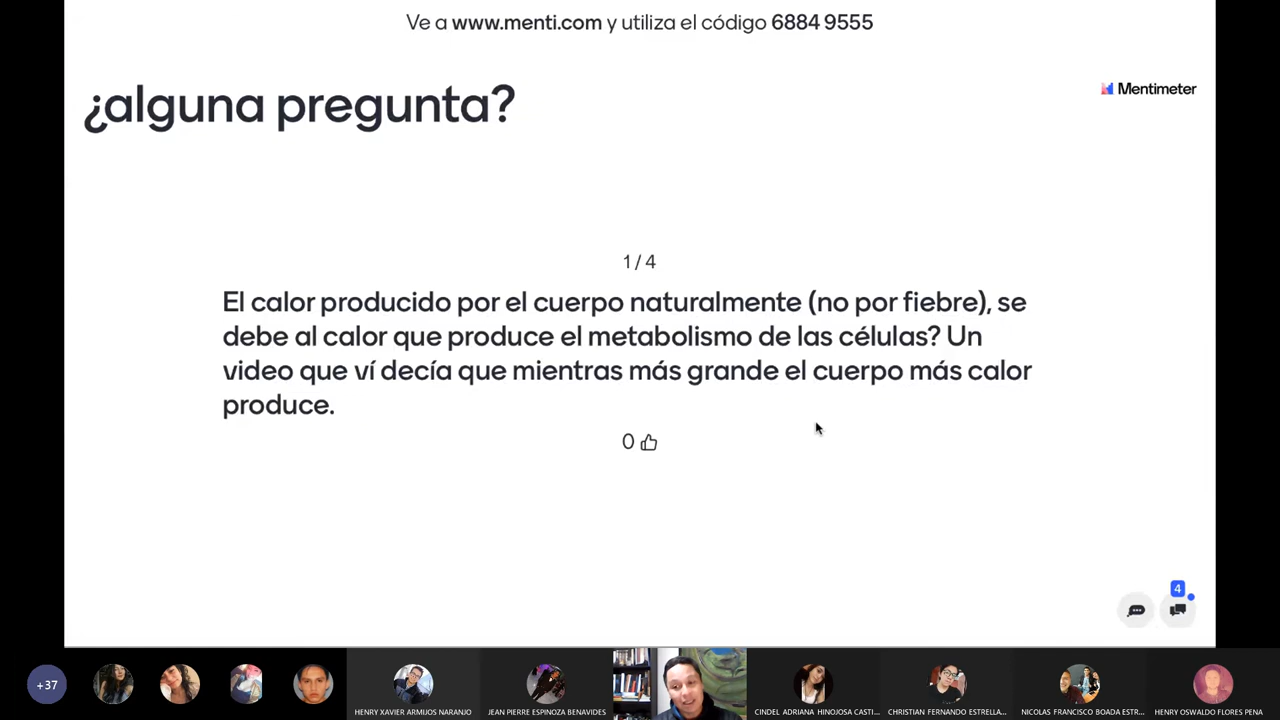 Ve a www.menti.com y utiliza el código 6884 9555
¿alguna pregunta?
Mentimeter
1 / 4
El calor producido por el cuerpo naturalmente (no por fiebre), se
debe al calor que produce el metabolismo de las células? Un
video que ví decía que mientras más grande el cuerpo más calor
produce.
0
4
+37
HENRY XAVIER ARMIJOS NARANJO
JEAN PIERRE ESPINOZA BENAVIDES
CINDEL ADRIANA HINOJOSA CASTI...
CHRISTIAN FERNANDO ESTRELLA...
NICOLAS FRANCISCO BOADA ESTR...
HENRY OSWALDO FLORES PENA